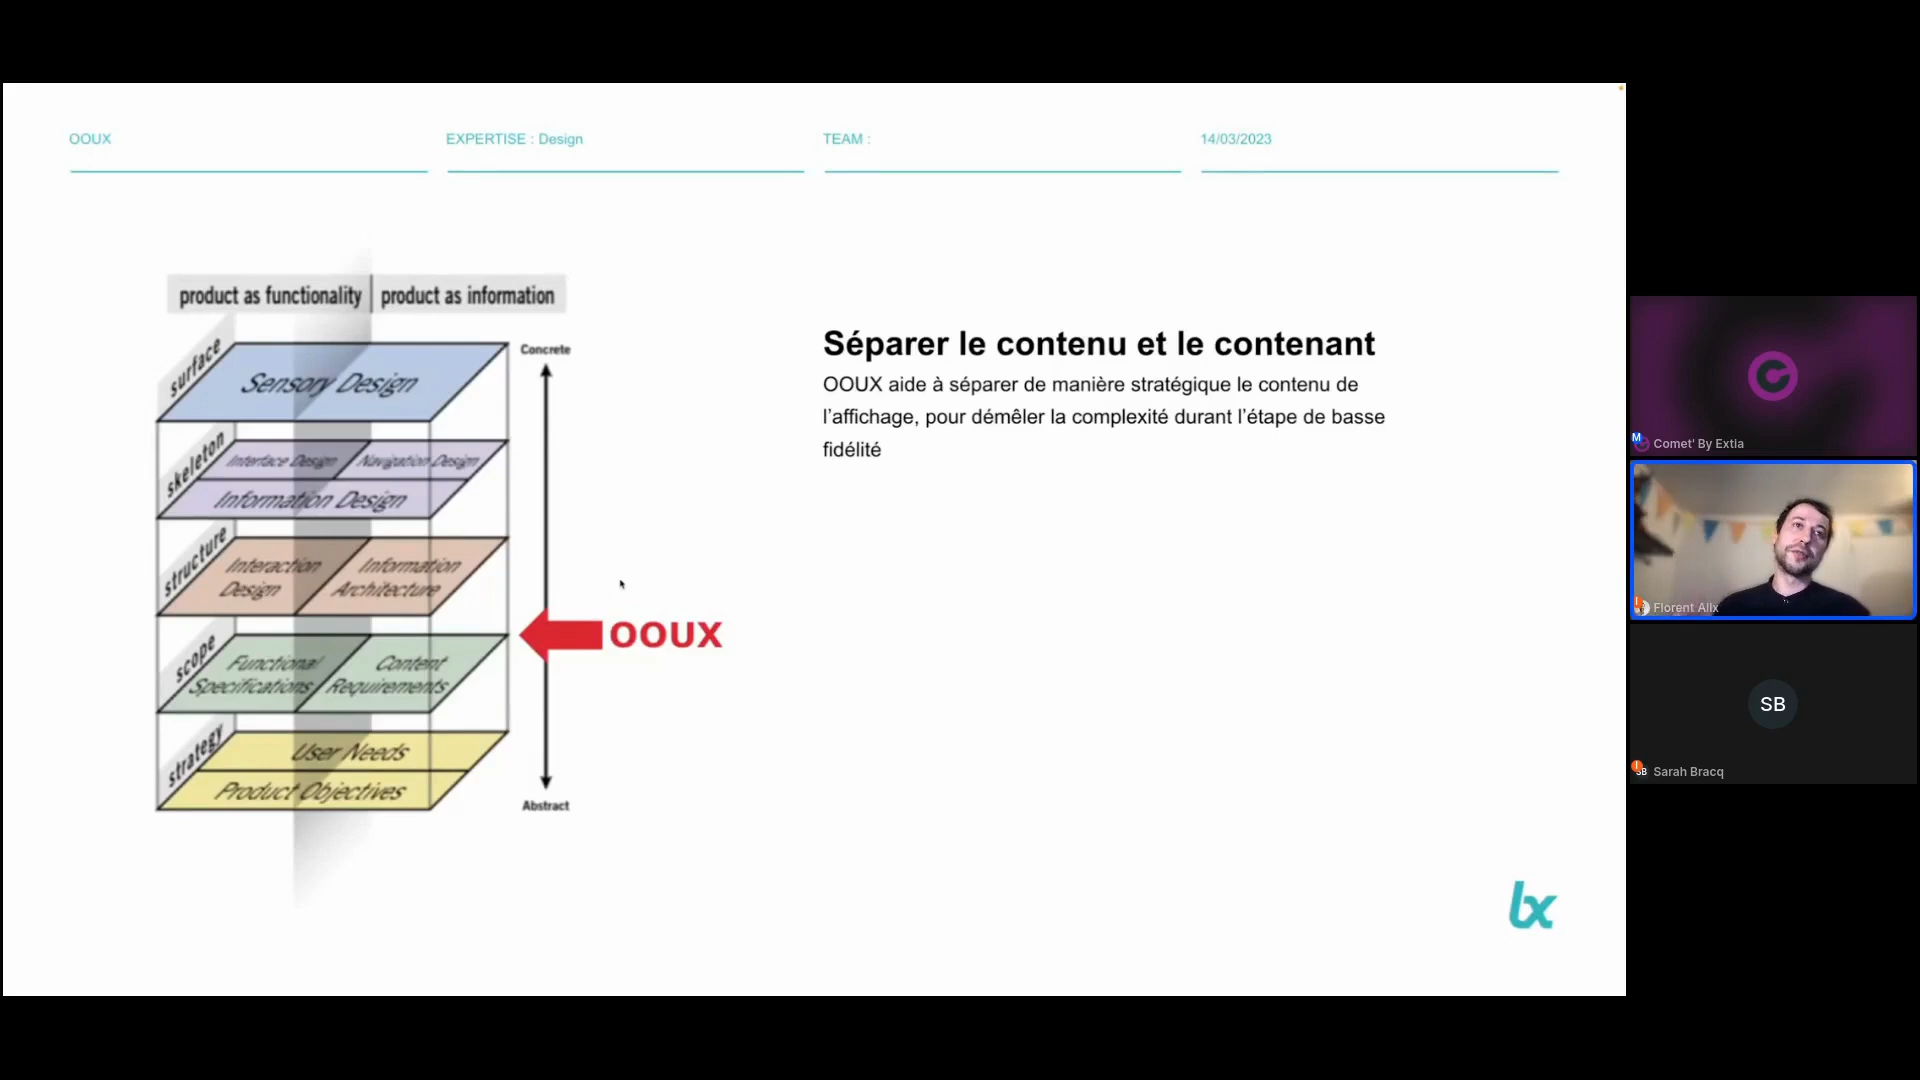 OOUX
EXPERTISE : Design
TEAM :
14/03/2023
product as functionality
product as information
surface
Sensory Design
Concrete
skeleton
Interface Design
Navigation Design
Information Design
structure
Interaction
Design
Information
Architecture
OOUX
scope
Functional
Specifications
Content
Requirements
strategy
User Needs
Product Objectives
Abstract
Séparer le contenu et le contenant
OOUX aide à séparer de manière stratégique le contenu de
l’affichage, pour démêler la complexité durant l’étape de basse
fidélité
lx
Comet' By Extia
Florent Alix
SB
SB
Sarah Bracq